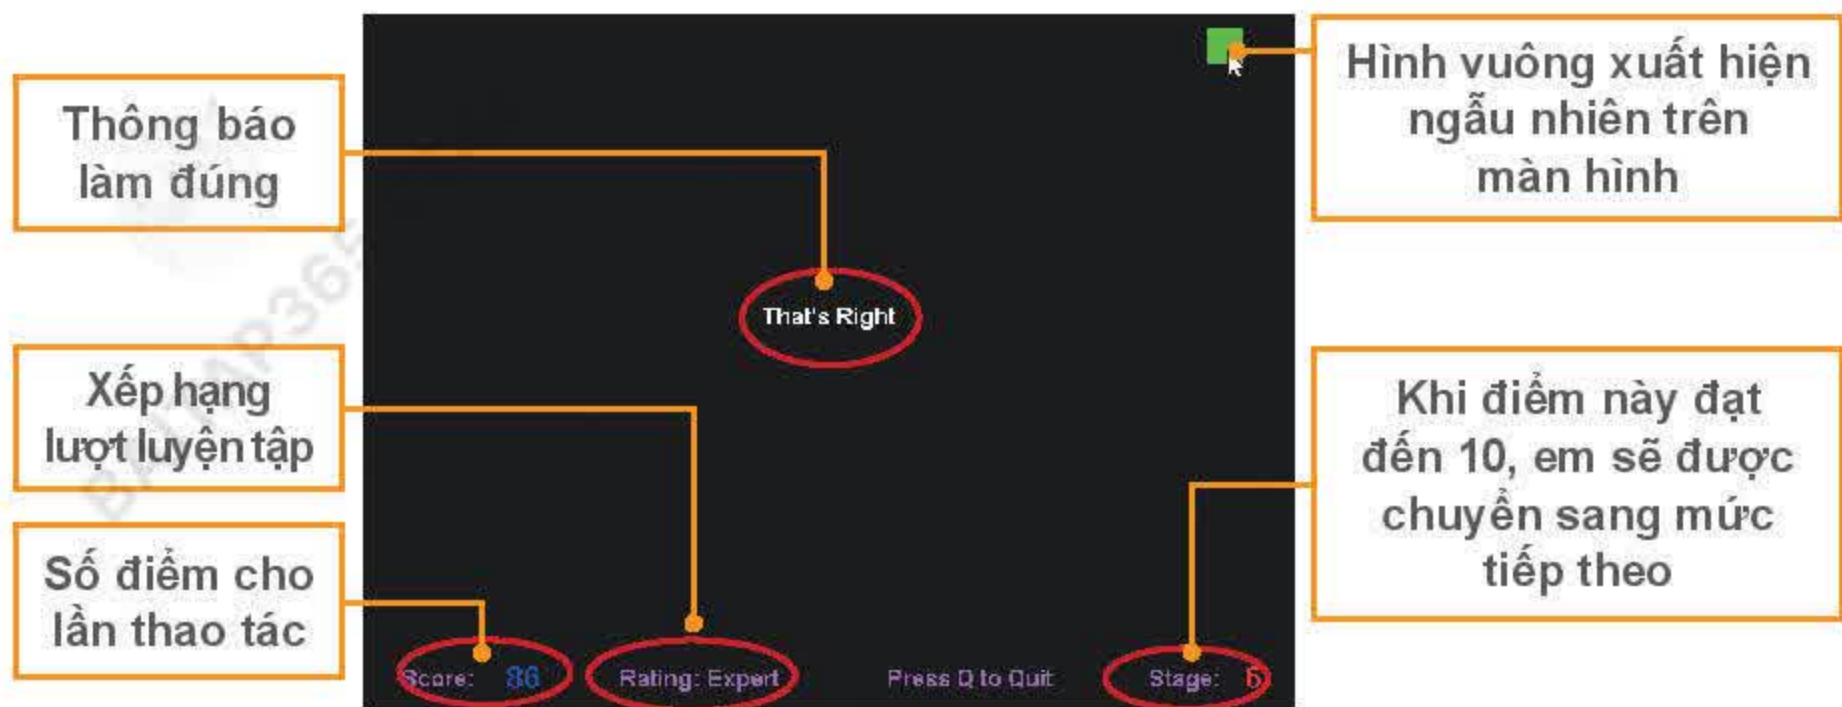 Thông báo
làm đúng
Hình vuông xuất hiện
ngẫu nhiên trên
màn hình
That's Right
Xếp hạng
lượt luyện tập
Khi điểm này đạt
đến 10, em sẽ được
chuyển sang mức
tiếp theo
Số điểm cho
lần thao tác
Score: 86
Rating: Expert
Press Q to Quit
Stage: 6
BAITAP365